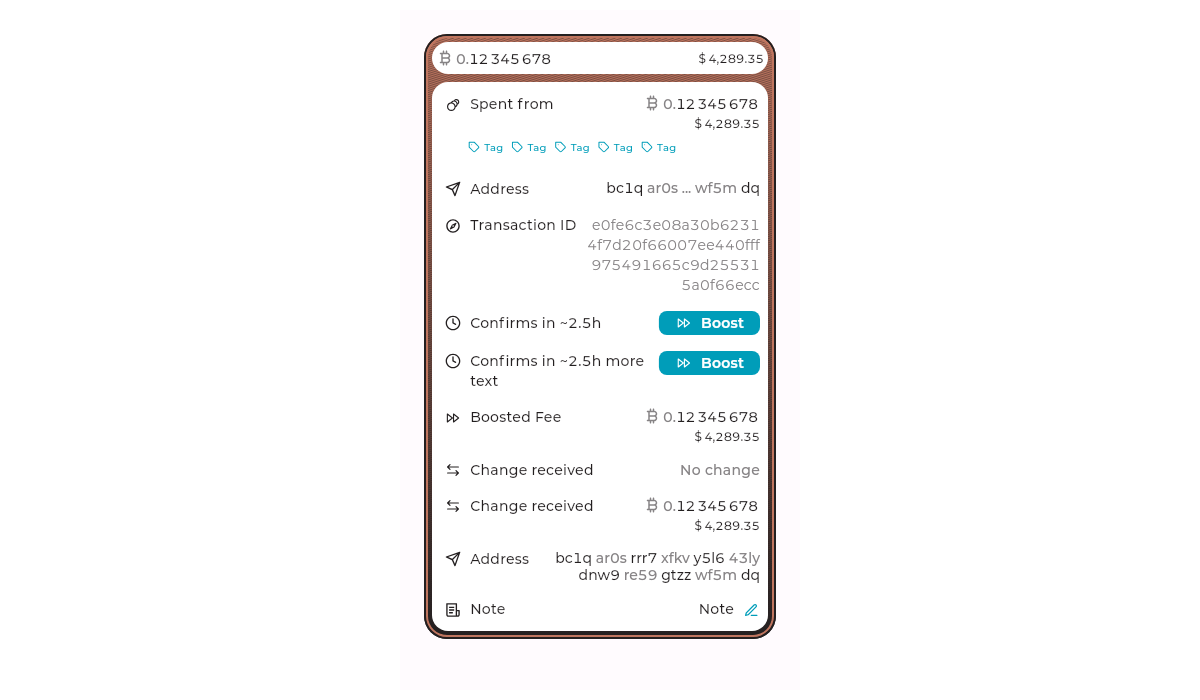 ₿ 0.12 345 678 $ 4,289.35
Spent from ₿ 0.12 345 678
$ 4,289.35
Tag Tag Tag Tag Tag
Address bc1q ar0s ... wf5m dq
Transaction ID e0fe6c3e08a30b6231
4f7d20f66007ee440fff
975491665c9d25531
5a0f66ecc
Confirms in ~2.5h Boost
Confirms in ~2.5h more Boost
text
Boosted Fee ₿ 0.12 345 678
$ 4,289.35
Change received No change
Change received ₿ 0.12 345 678
$ 4,289.35
Address bc1q ar0s rrr7 xfkv y5l6 43ly
dnw9 re59 gtzz wf5m dq
Note Note